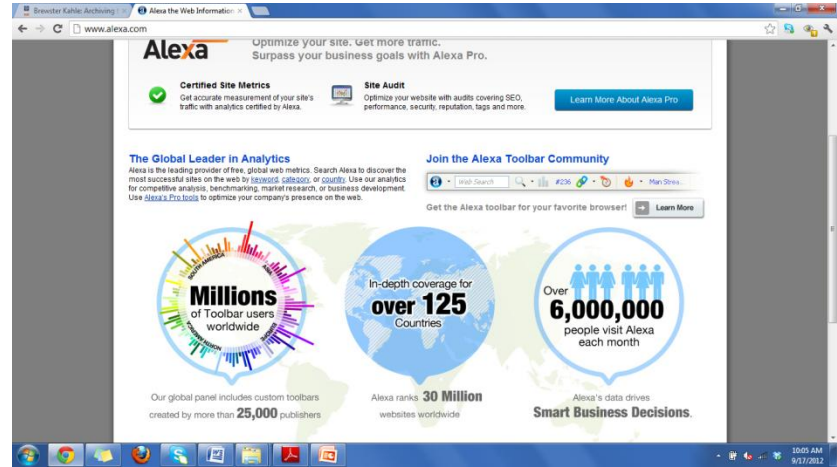 Brewster Kahle: Archiving
Alexa the Web Information
www.alexa.com
Alexa
Optimize your site. Get more traffic.
Surpass your business goals with Alexa Pro.
Certified Site Metrics
Get accurate measurement of your site's
traffic with analytics certified by Alexa.
Site Audit
Optimize your website with audits covering SEO,
performance, security, reputation, tags and more.
Learn More About Alexa Pro
The Global Leader in Analytics
Alexa is the leading provider of free, global web metrics. Search Alexa to discover the
most successful sites on the web by keyword, category, or country. Use our analytics
for competitive analysis, benchmarking, market research, or business development.
Use Alexa's Pro tools to optimize your company's presence on the web.
Join the Alexa Toolbar Community
Web Search
#236
Get the Alexa toolbar for your favorite browser!
Learn More
SOUTH AMERICA
ASIA
EUROPE
NORTH AMERICA
Millions
of Toolbar users
worldwide
In-depth coverage for
over 125
Countries
Over
6,000,000
people visit Alexa
each month
Our global panel includes custom toolbars
created by more than 25,000 publishers
Alexa ranks 30 Million
websites worldwide
Alexa's data drives
Smart Business Decisions.
10:05 AM
9/17/2012